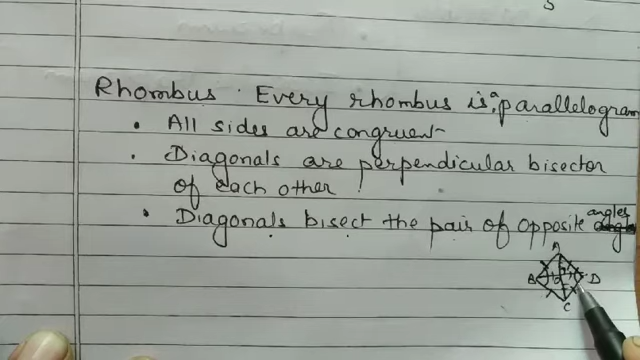 S
Rhombus. Every rhombus is a parallelogram
• All sides are congruent
• Diagonals are perpendicular bisector
of each other.
• Diagonals bisect the pair of opposite angles
A
B D
C